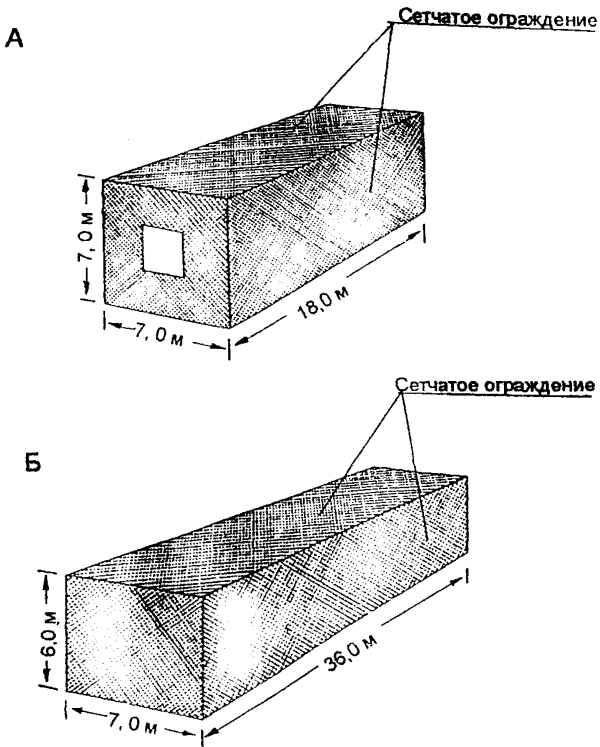 Сетчатое ограждение
А
7,0 м
7,0 м
18,0 м
Сетчатое ограждение
Б
6,0 м
7,0 м
36,0 м